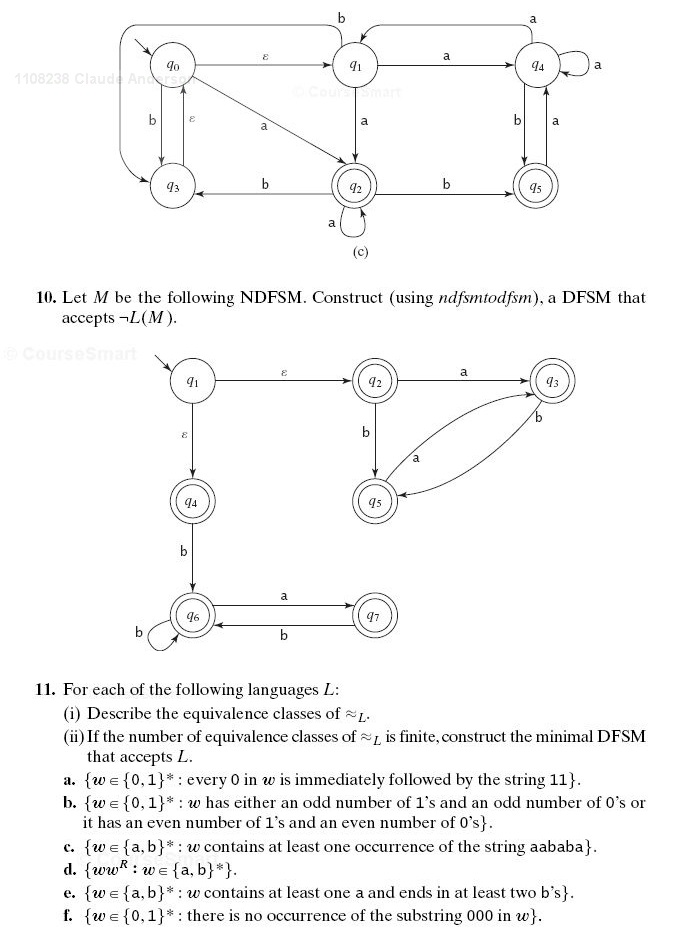 b a
q0 ε q1 a q4 a
1108238 Claude Anderson
© CourseSmart
b ε a a b a
q3 b q2 b q5
a
(c)
10. Let M be the following NDFSM. Construct (using ndfsmtodfsm), a DFSM that
accepts ¬L(M).
© CourseSmart
q1 ε q2 a q3
ε b a b
q4 q5
b
q6 a q7
b b
11. For each of the following languages L:
(i) Describe the equivalence classes of ≈L.
(ii) If the number of equivalence classes of ≈L is finite, construct the minimal DFSM
that accepts L.
a. {w ∈ {0, 1}* : every 0 in w is immediately followed by the string 11}.
b. {w ∈ {0, 1}* : w has either an odd number of 1's and an odd number of 0's or
it has an even number of 1's and an even number of 0's}.
c. {w ∈ {a, b}* : w contains at least one occurrence of the string aababa}.
d. {wwR : w ∈ {a, b}*}.
e. {w ∈ {a, b}* : w contains at least one a and ends in at least two b's}.
f. {w ∈ {0, 1}* : there is no occurrence of the substring 000 in w}.